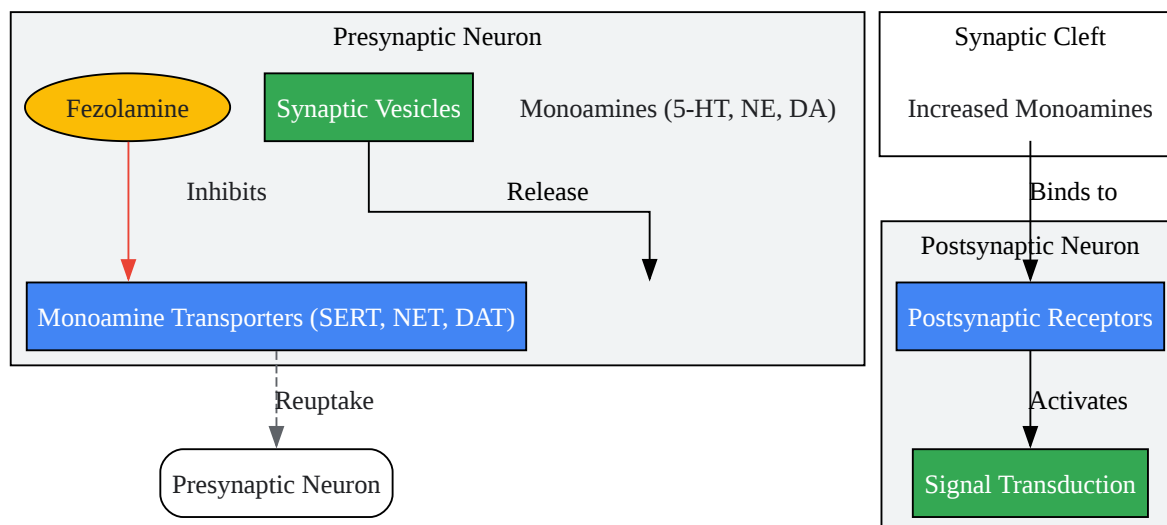 Presynaptic Neuron
Fezolamine
Synaptic Vesicles
Monoamines (5-HT, NE, DA)
Inhibits
Release
Monoamine Transporters (SERT, NET, DAT)
Reuptake
Presynaptic Neuron
Synaptic Cleft
Increased Monoamines
Binds to
Postsynaptic Neuron
Postsynaptic Receptors
Activates
Signal Transduction